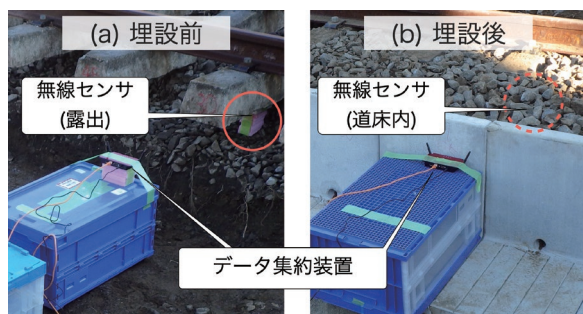 (a) 埋設前
(b) 埋設後
無線センサ
(露出)
無線センサ
(道床内)
データ集約装置